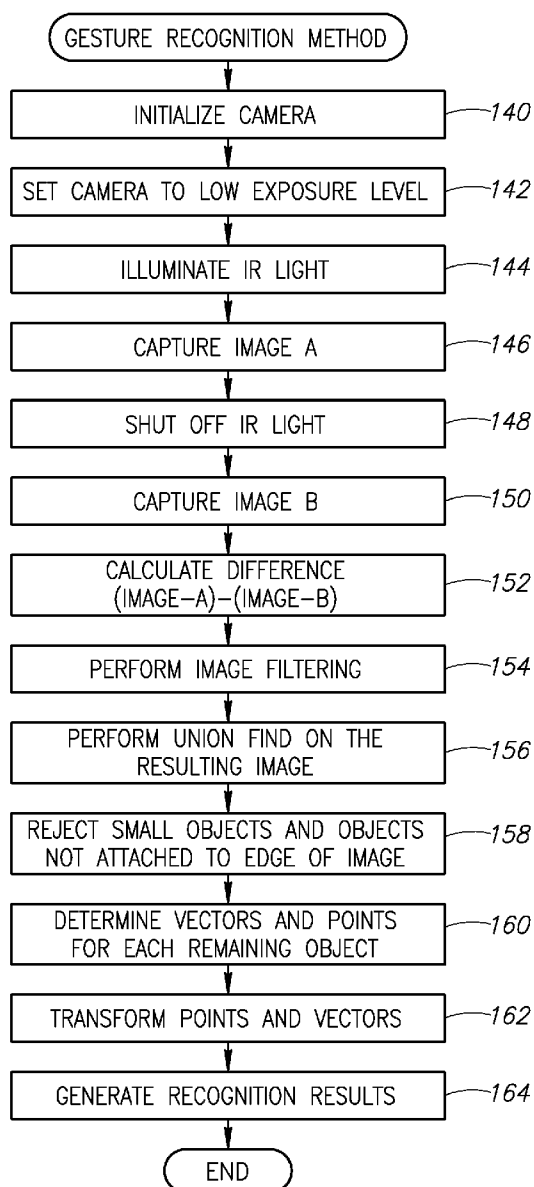 GESTURE RECOGNITION METHOD
INITIALIZE CAMERA
140
SET CAMERA TO LOW EXPOSURE LEVEL
142
ILLUMINATE IR LIGHT
144
CAPTURE IMAGE A
146
SHUT OFF IR LIGHT
148
CAPTURE IMAGE B
150
CALCULATE DIFFERENCE
(IMAGE-A)-(IMAGE-B)
152
PERFORM IMAGE FILTERING
154
PERFORM UNION FIND ON THE
RESULTING IMAGE
156
REJECT SMALL OBJECTS AND OBJECTS
NOT ATTACHED TO EDGE OF IMAGE
158
DETERMINE VECTORS AND POINTS
FOR EACH REMAINING OBJECT
160
TRANSFORM POINTS AND VECTORS
162
GENERATE RECOGNITION RESULTS
164
END